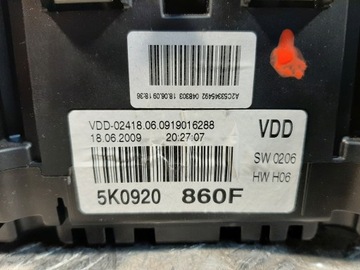 A2C53345492 048303 18.06.09 18:36
VDD-02418.06.0919016288
18.06.2009 20:27:07
VDD
SW 0206
HW H06
5K0920 860F